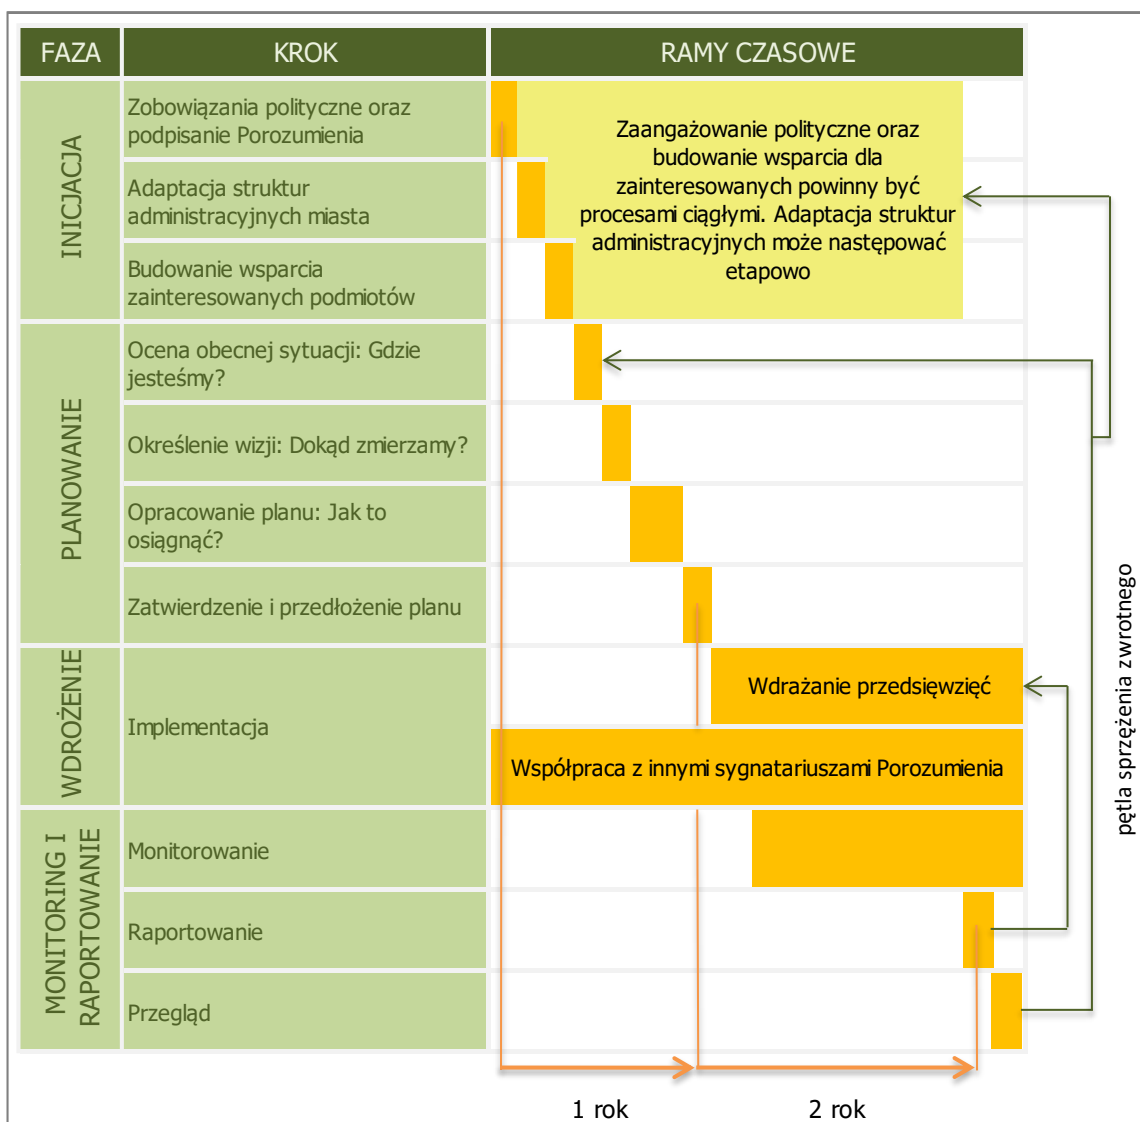 FAZA
KROK
RAMY CZASOWE
INICJACJA
Zobowiązania polityczne oraz
podpisanie Porozumienia
Adaptacja struktur
administracyjnych miasta
Budowanie wsparcia
zainteresowanych podmiotów
Zaangażowanie polityczne oraz
budowanie wsparcia dla
zainteresowanych powinny być
procesami ciągłymi. Adaptacja struktur
administracyjnych może następować
etapowo
PLANOWANIE
Ocena obecnej sytuacji: Gdzie
jesteśmy?
Określenie wizji: Dokąd zmierzamy?
Opracowanie planu: Jak to
osiągnąć?
Zatwierdzenie i przedłożenie planu
WDROŻENIE
Implementacja
Wdrażanie przedsięwzięć
Współpraca z innymi sygnatariuszami Porozumienia
MONITORING I
RAPORTOWANIE
Monitorowanie
Raportowanie
Przegląd
pętla sprzężenia zwrotnego
1 rok
2 rok